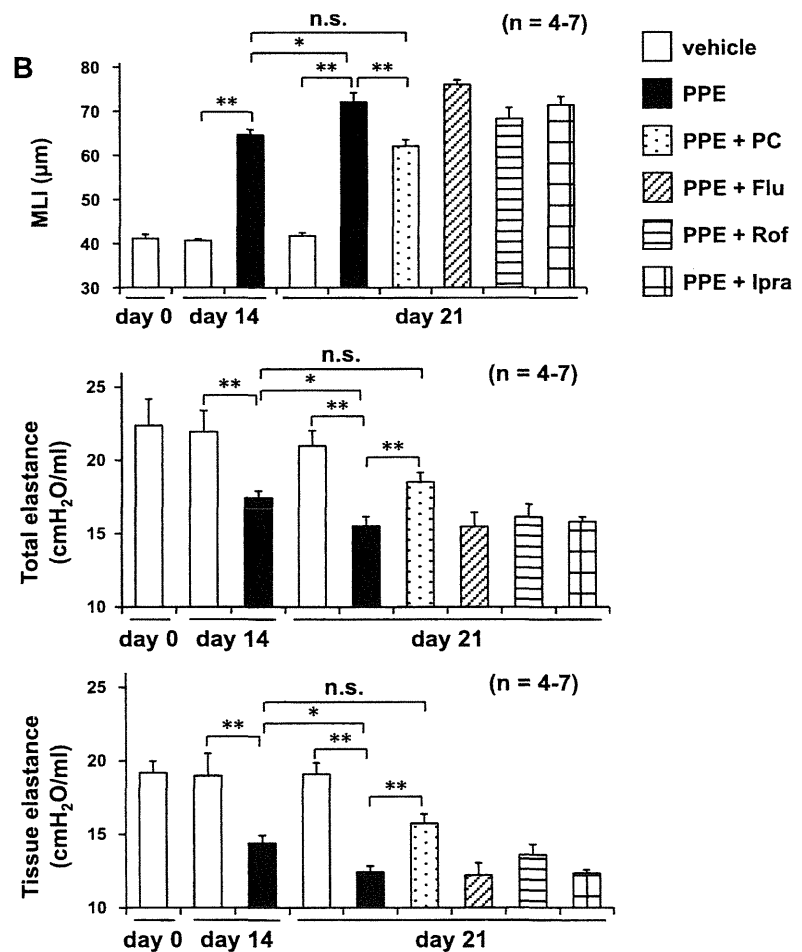 B
n.s.
(n = 4-7)
*
**
**
**
80
70
60
50
40
30
MLI (µm)
day 0
day 14
day 21
vehicle
PPE
PPE + PC
PPE + Flu
PPE + Rof
PPE + Ipra
n.s.
(n = 4-7)
**
*
**
**
25
20
15
10
Total elastance
(cmH₂O/ml)
day 0
day 14
day 21
n.s.
(n = 4-7)
**
*
**
**
25
20
15
10
Tissue elastance
(cmH₂O/ml)
day 0
day 14
day 21